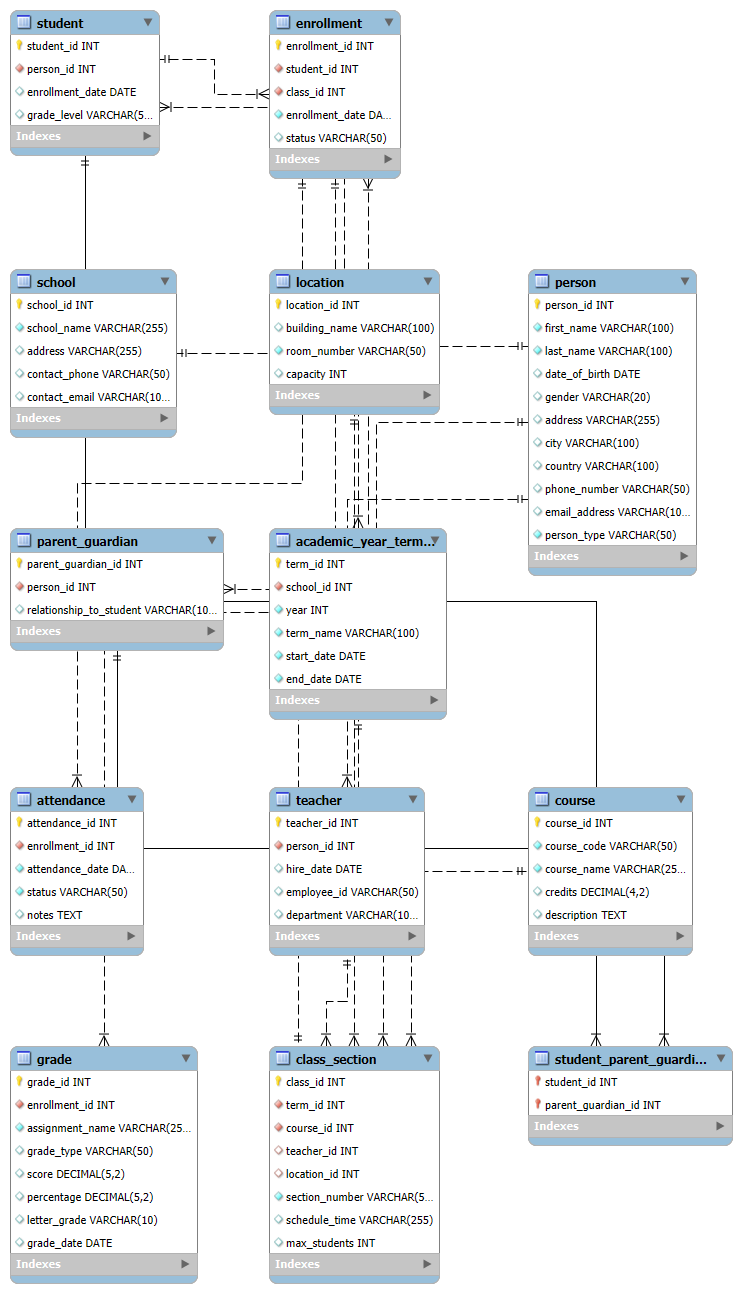 student
student_id INT
person_id INT
enrollment_date DATE
grade_level VARCHAR(5...
Indexes
enrollment
enrollment_id INT
student_id INT
class_id INT
enrollment_date DA...
status VARCHAR(50)
Indexes
school
school_id INT
school_name VARCHAR(255)
address VARCHAR(255)
contact_phone VARCHAR(50)
contact_email VARCHAR(10...
Indexes
location
location_id INT
building_name VARCHAR(100)
room_number VARCHAR(50)
capacity INT
Indexes
person
person_id INT
first_name VARCHAR(100)
last_name VARCHAR(100)
date_of_birth DATE
gender VARCHAR(20)
address VARCHAR(255)
city VARCHAR(100)
country VARCHAR(100)
phone_number VARCHAR(50)
email_address VARCHAR(10...
person_type VARCHAR(50)
Indexes
parent_guardian
parent_guardian_id INT
person_id INT
relationship_to_student VARCHAR(10...
Indexes
academic_year_term...
term_id INT
school_id INT
year INT
term_name VARCHAR(100)
start_date DATE
end_date DATE
Indexes
attendance
attendance_id INT
enrollment_id INT
attendance_date DA...
status VARCHAR(50)
notes TEXT
Indexes
teacher
teacher_id INT
person_id INT
hire_date DATE
employee_id VARCHAR(50)
department VARCHAR(10...
Indexes
course
course_id INT
course_code VARCHAR(50)
course_name VARCHAR(25...
credits DECIMAL(4,2)
description TEXT
Indexes
grade
grade_id INT
enrollment_id INT
assignment_name VARCHAR(25...
grade_type VARCHAR(50)
score DECIMAL(5,2)
percentage DECIMAL(5,2)
letter_grade VARCHAR(10)
grade_date DATE
Indexes
class_section
class_id INT
term_id INT
course_id INT
teacher_id INT
location_id INT
section_number VARCHAR(5...
schedule_time VARCHAR(255)
max_students INT
Indexes
student_parent_guardi...
student_id INT
parent_guardian_id INT
Indexes